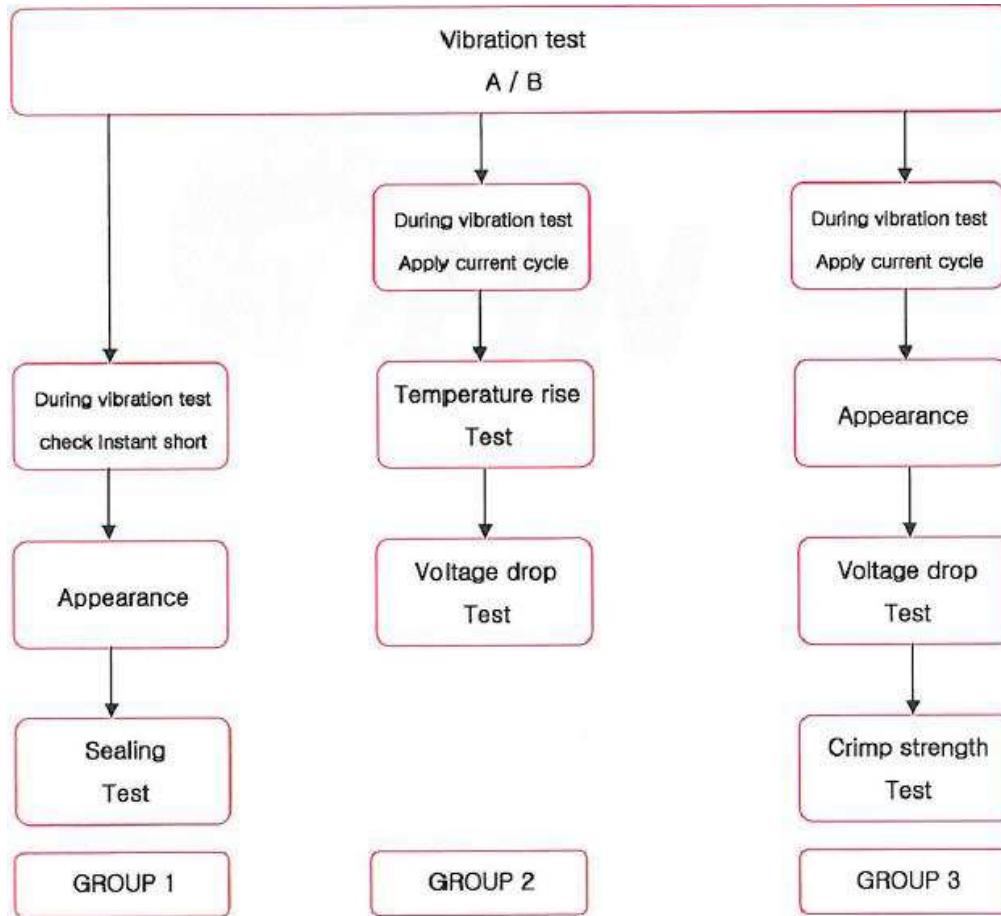 Vibration test
A / B
During vibration test
Apply current cycle
During vibration test
Apply current cycle
During vibration test
check instant short
Temperature rise
Test
Appearance
Appearance
Voltage drop
Test
Voltage drop
Test
Sealing
Test
Crimp strength
Test
GROUP 1
GROUP 2
GROUP 3